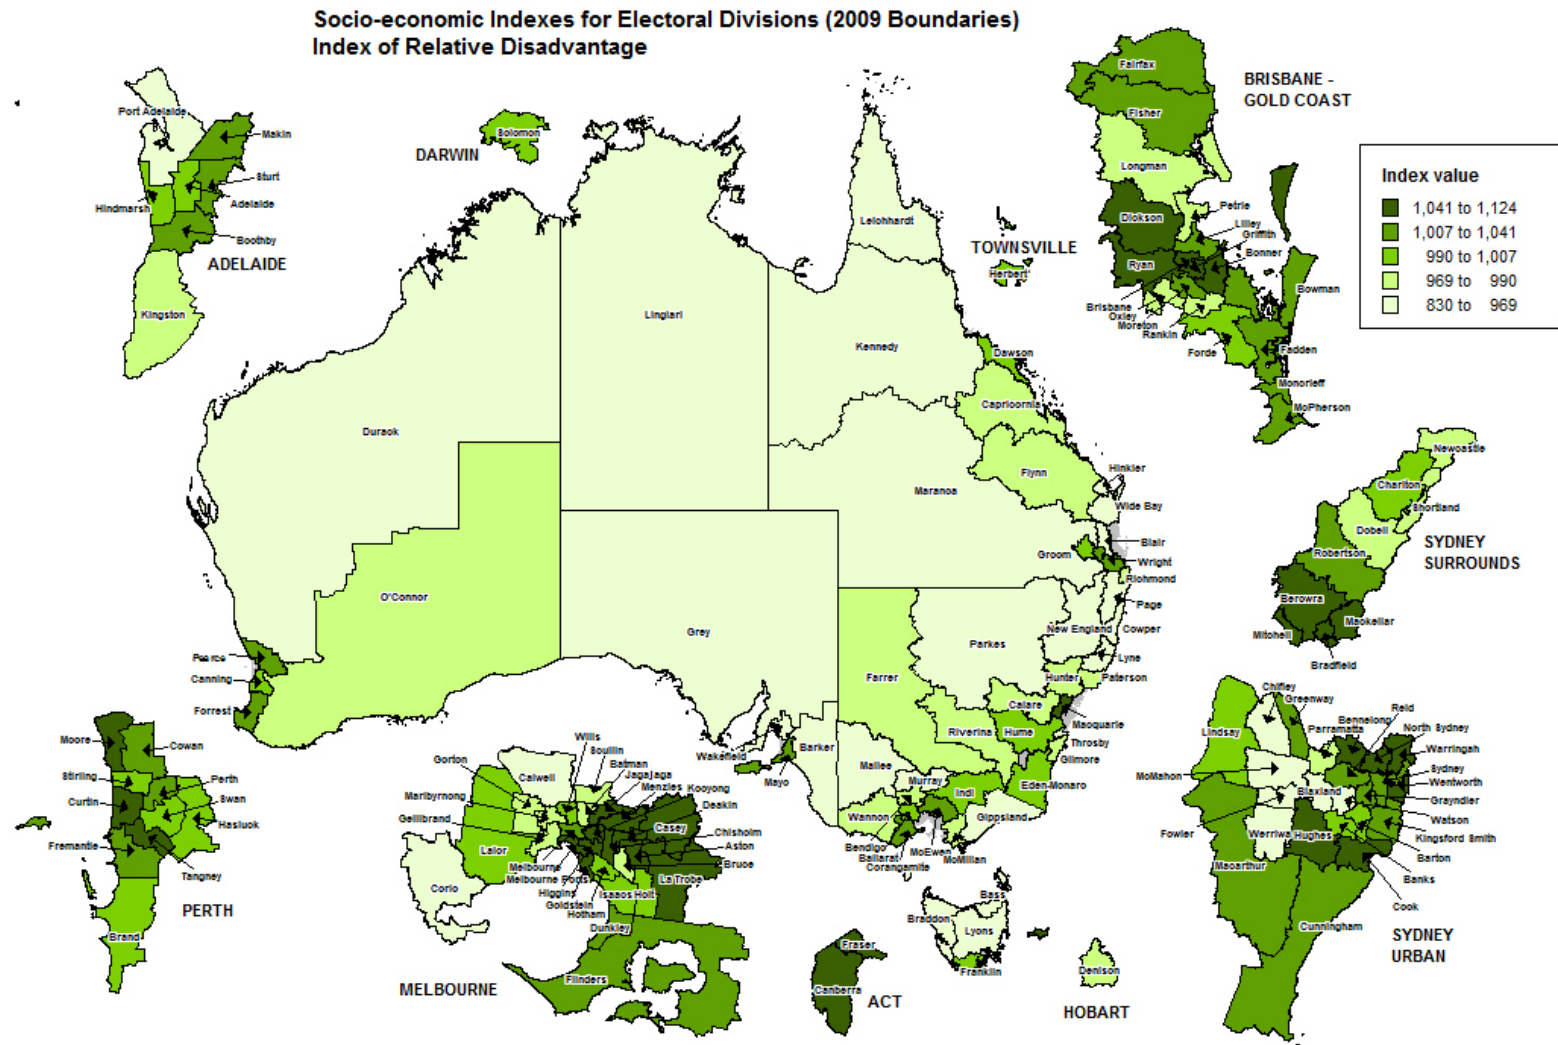 Socio-economic Indexes for Electoral Divisions (2009 Boundaries)
Index of Relative Disadvantage
Port Adelaide
Makin
Sturt
Adelaide
Hindmarsh
Boothby
ADELAIDE
Kingston
DARWIN
Solomon
Leichhardt
TOWNSVILLE
Herbert
BRISBANE -
GOLD COAST
Fairfax
Fisher
Longman
Petrie
Dickson
Lilley
Griffith
Ryan
Bonner
Bowman
Brisbane
Oxley
Moreton
Rankin
Forde
Fadden
Moncrieff
McPherson
Index value
1,041 to 1,124
1,007 to 1,041
990 to 1,007
969 to 990
830 to 969
Lingiari
Kennedy
Dawson
Capricornia
Durack
Flynn
Hinkler
Maranoa
Wide Bay
Blair
Groom
Wright
Richmond
O'Connor
Page
Grey
New England
Cowper
Parkes
Lyne
Pearce
Canning
Forrest
Farrer
Hunter
Paterson
Calare
Macquarie
Riverina
Hume
Throsby
Gilmore
Eden-Monaro
Wakefield
Barker
Mayo
Mallee
Murray
Indi
Wannon
Gippsland
Bendigo
Ballarat
Corangamite
McEwen
McMillan
Newcastle
Charlton
Shortland
Dobell
Robertson
SYDNEY
SURROUNDS
Berowra
Mackellar
Mitchell
Bradfield
Moore
Cowan
Stirling
Perth
Curtin
Swan
Hasluck
Fremantle
Tangney
PERTH
Brand
Wills
Scullin
Gorton
Batman
Calwell
Jagajaga
Menzies
Kooyong
Maribyrnong
Deakin
Gellibrand
Casey
Chisholm
Lalor
Aston
Melbourne
Bruce
Melbourne Ports
La Trobe
Higgins
Isaacs
Holt
Corio
Goldstein
Hotham
Dunkley
Flinders
MELBOURNE
Bass
Braddon
Lyons
Franklin
Fraser
Canberra
ACT
Denison
HOBART
Chifley
Greenway
Reid
Bennelong
Parramatta
North Sydney
Lindsay
Warringah
McMahon
Sydney
Wentworth
Blaxland
Grayndler
Watson
Fowler
Werriwa
Hughes
Kingsford Smith
Macarthur
Barton
Banks
Cook
Cunningham
SYDNEY
URBAN